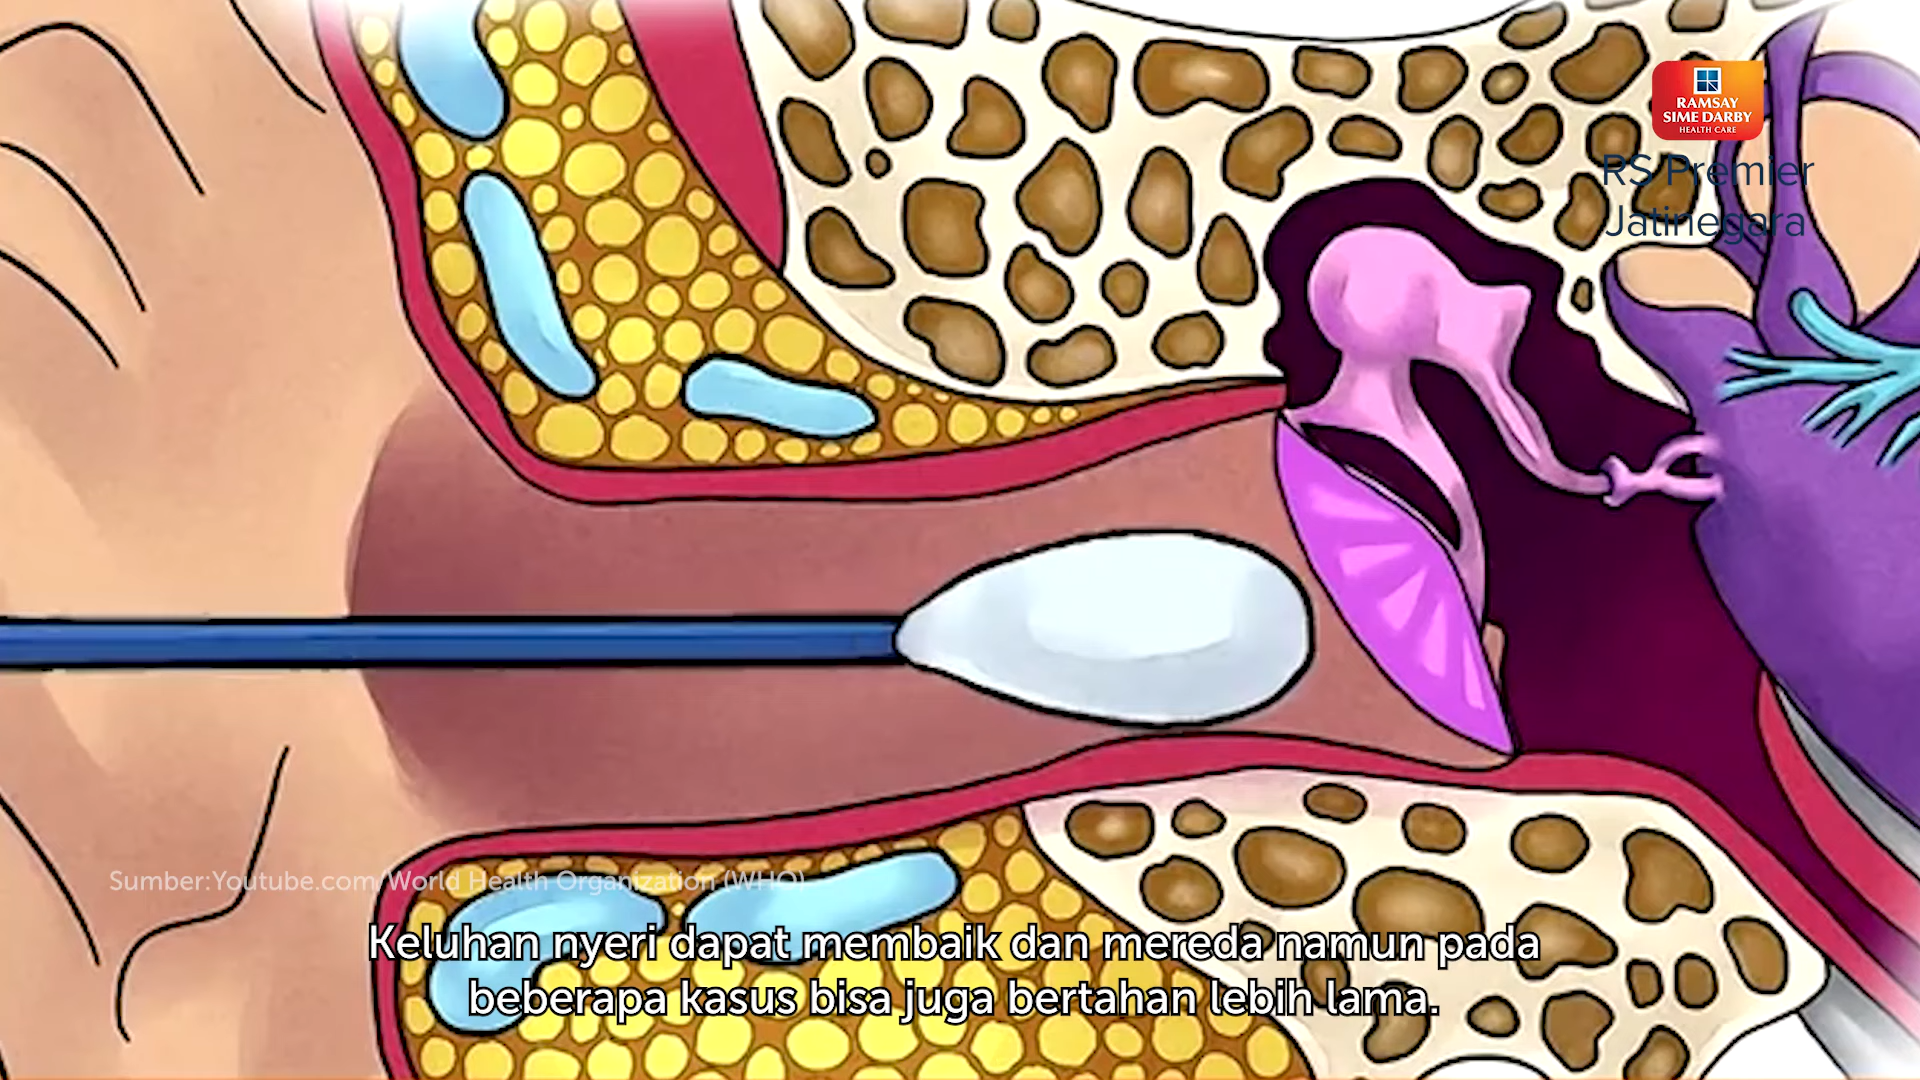 RAMSAY
SIME DARBY
HEALTH CARE
RS Premier
Jatinegara
Sumber:Youtube.com/World Health Organization (WHO)
Keluhan nyeri dapat membaik dan mereda namun pada
beberapa kasus bisa juga bertahan lebih lama.